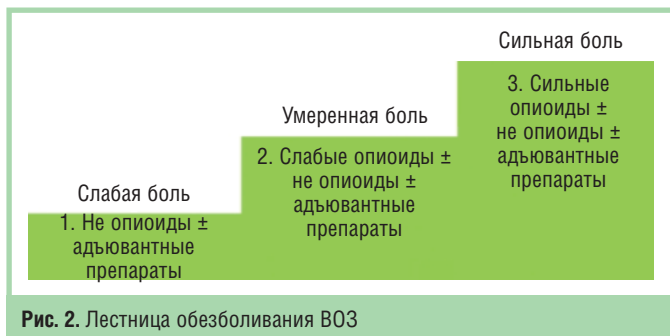 Слабая боль
1. Не опиоиды ±
адъювантные
препараты
Умеренная боль
2. Слабые опиоиды ±
не опиоиды ±
адъювантные
препараты
Сильная боль
3. Сильные
опиоиды ±
не опиоиды ±
адъювантные
препараты
Рис. 2. Лестница обезболивания ВОЗ